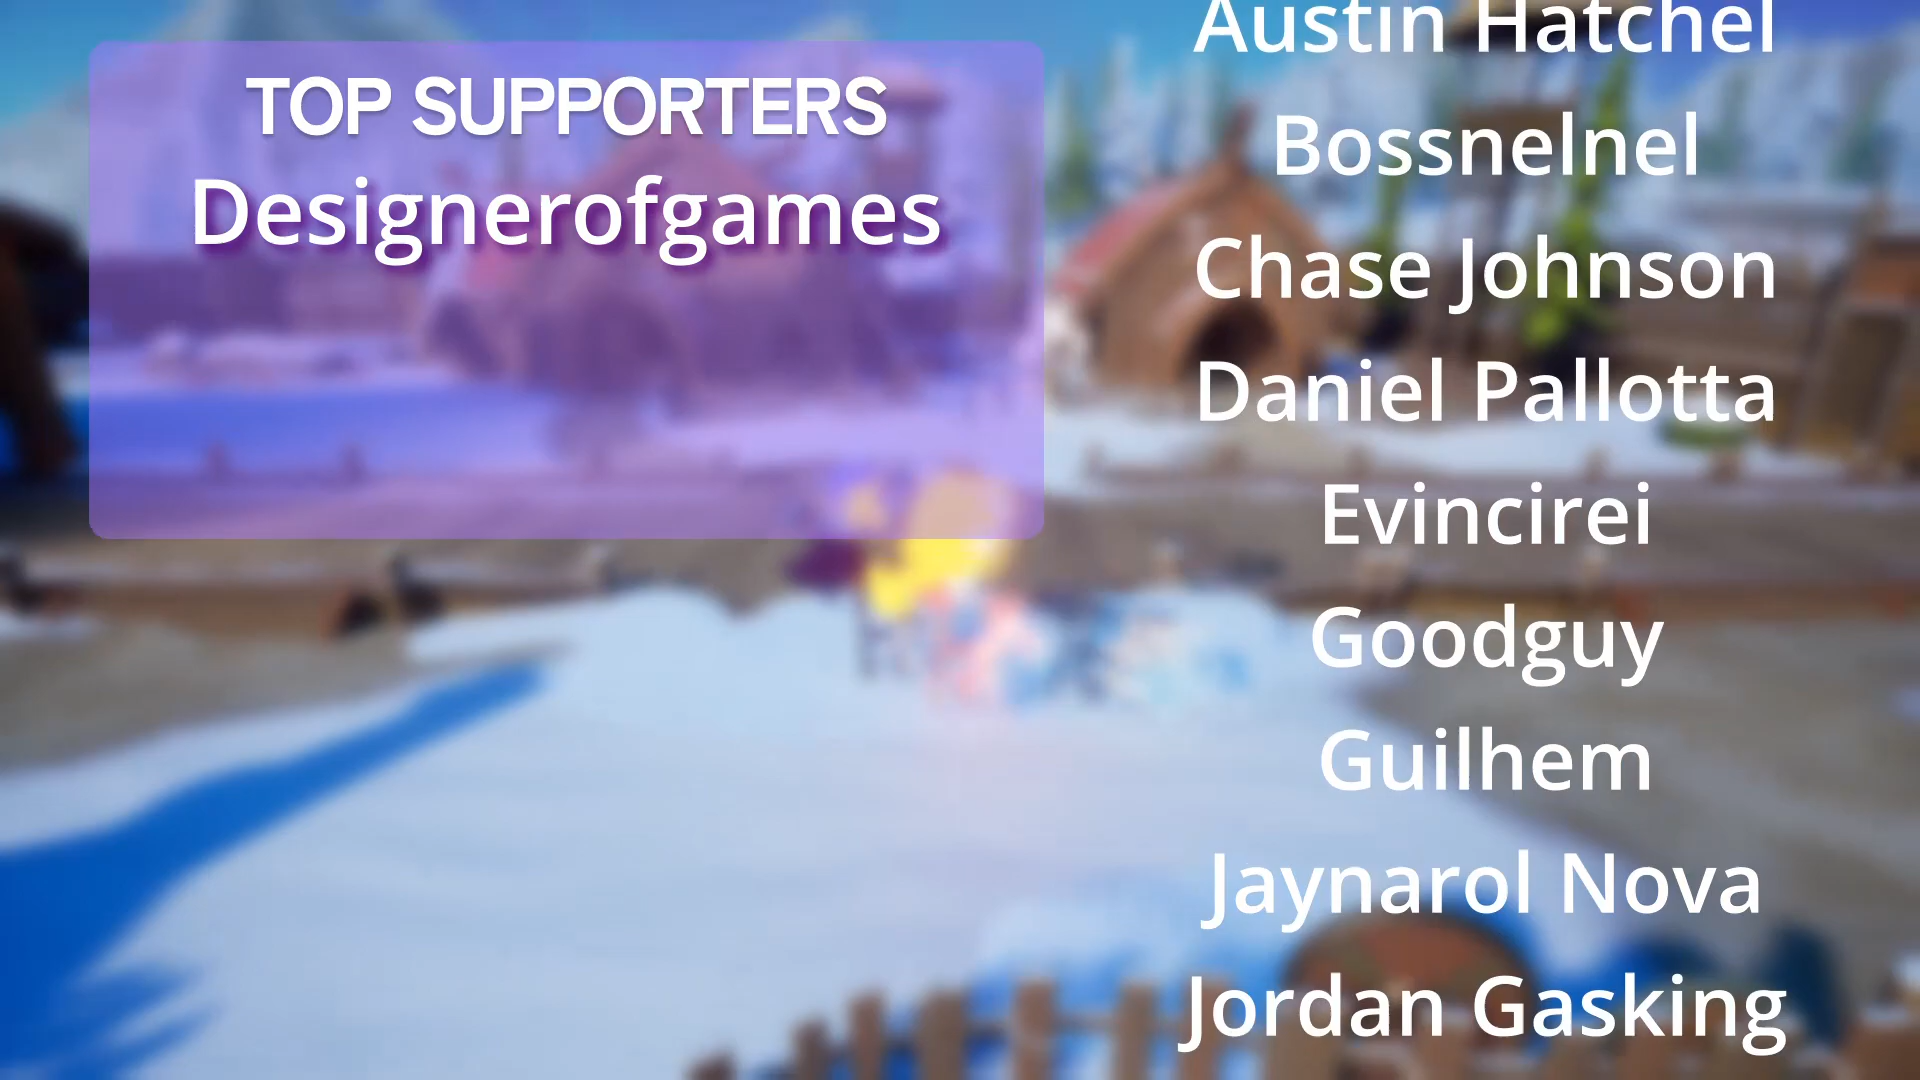 TOP SUPPORTERS
Designerofgames
Austin Hatchel
Bossnelnel
Chase Johnson
Daniel Pallotta
Evincirei
Goodguy
Guilhem
Jaynarol Nova
Jordan Gasking